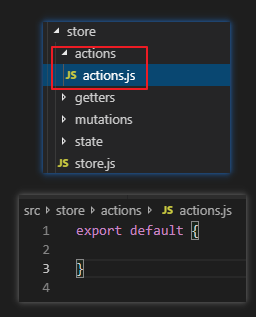 store
actions
JS actions.js
getters
mutations
state
JS store.js
src > store > actions > JS actions.js
1 export default {
2
3 }
4